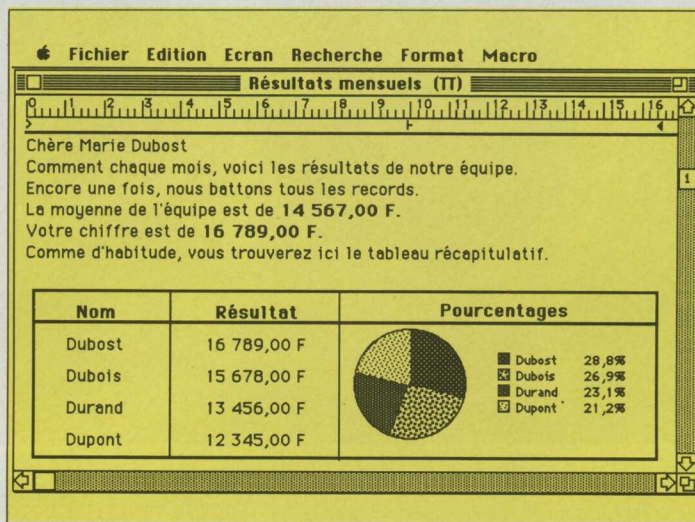 Fichier Edition Ecran Recherche Format Macro
Résultats mensuels (TT)
0 1 2 3 4 5 6 7 8 9 10 11 12 13 14 15 16
Chère Marie Dubost
Comment chaque mois, voici les résultats de notre équipe.
Encore une fois, nous battons tous les records.
La moyenne de l'équipe est de 14 567,00 F.
Votre chiffre est de 16 789,00 F.
Comme d'habitude, vous trouverez ici le tableau récapitulatif.
1
Nom Résultat Pourcentages
Dubost 16 789,00 F
Dubois 15 678,00 F
Durand 13 456,00 F
Dupont 12 345,00 F
Dubost 28,8%
Dubois 26,9%
Durand 23,1%
Dupont 21,2%